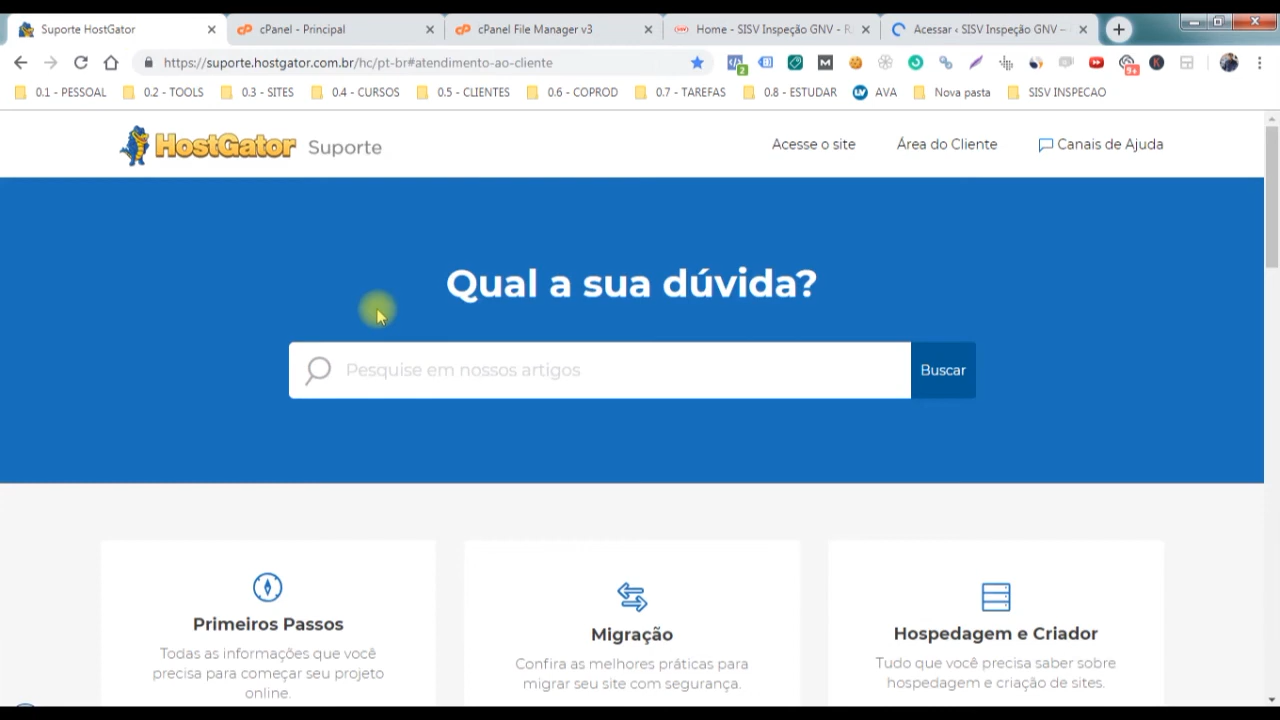 Suporte HostGator
cPanel - Principal
cPanel File Manager v3
Home - SISV Inspeção GNV - R
Acessar ‹ SISV Inspeção GNV –
https://suporte.hostgator.com.br/hc/pt-br#atendimento-ao-cliente
2
M
9+
K
0.1 - PESSOAL
0.2 - TOOLS
0.3 - SITES
0.4 - CURSOS
0.5 - CLIENTES
0.6 - COPROD
0.7 - TAREFAS
0.8 - ESTUDAR
AVA
Nova pasta
SISV INSPECAO
HostGator Suporte
Acesse o site
Área do Cliente
Canais de Ajuda
Qual a sua dúvida?
Pesquise em nossos artigos
Buscar
Primeiros Passos
Todas as informações que você
precisa para começar seu projeto
online.
Migração
Confira as melhores práticas para
migrar seu site com segurança.
Hospedagem e Criador
Tudo que você precisa saber sobre
hospedagem e criação de sites.